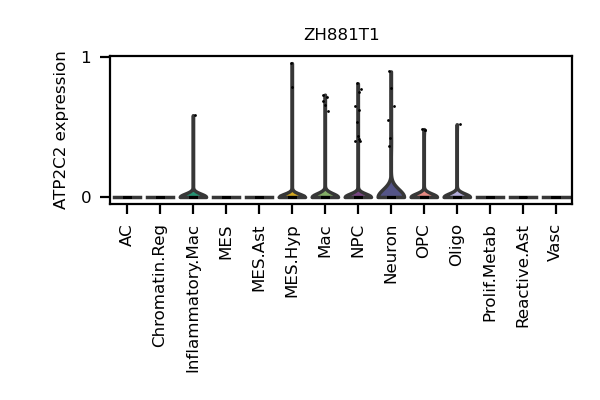 ZH881T1
ATP2C2 expression
1
0
AC
Chromatin.Reg
Inflammatory.Mac
MES
MES.Ast
MES.Hyp
Mac
NPC
Neuron
OPC
Oligo
Prolif.Metab
Reactive.Ast
Vasc